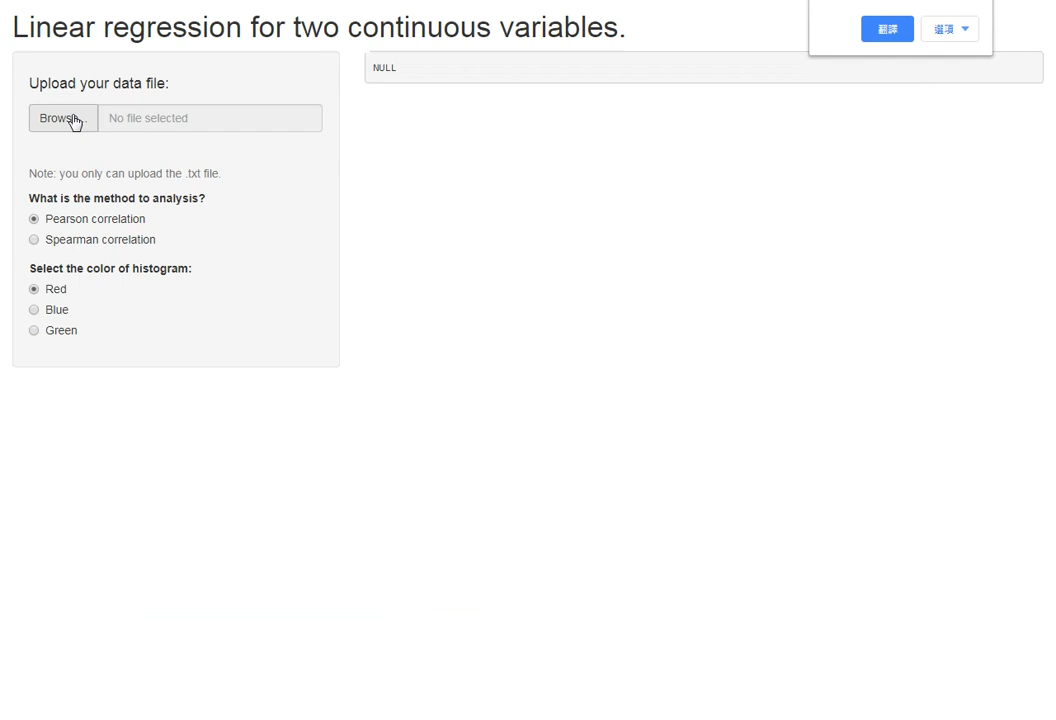 Linear regression for two continuous variables.
翻譯
選項
Upload your data file:
No file selected
Note: you only can upload the .txt file.
What is the method to analysis?
Pearson correlation
Spearman correlation
Select the color of histogram:
Red
Blue
Green
NULL